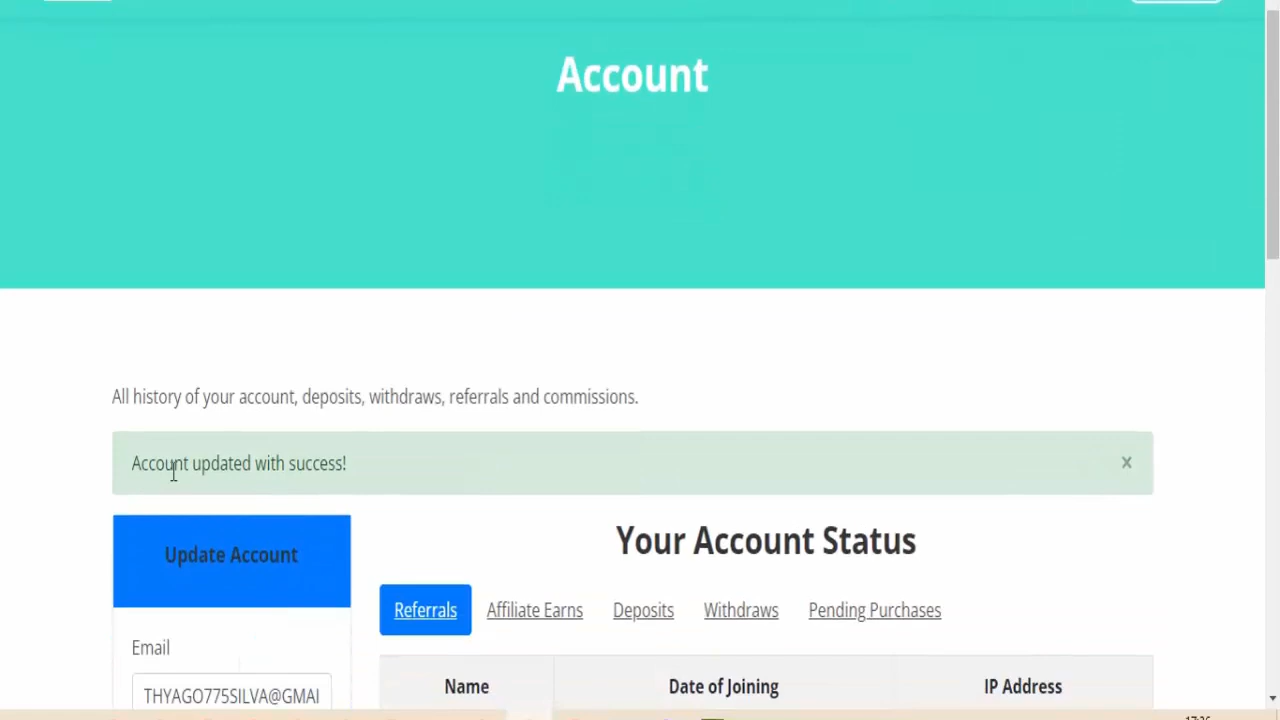 Account
All history of your account, deposits, withdraws, referrals and commissions.
Account updated with success!
×
Update Account
Your Account Status
Referrals
Affiliate Earns
Deposits
Withdraws
Pending Purchases
Email
THYAGO775SILVA@GMAI
Name
Date of Joining
IP Address